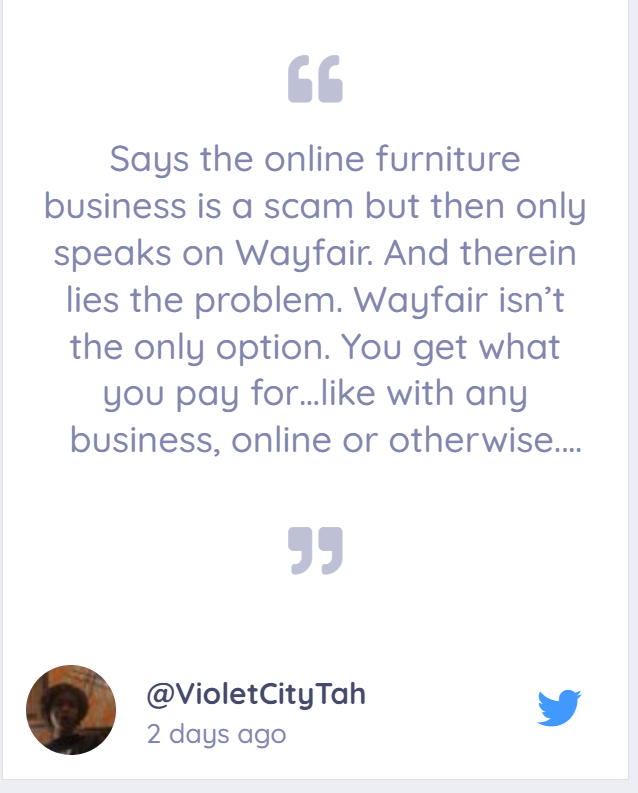 “
Says the online furniture
business is a scam but then only
speaks on Wayfair. And therein
lies the problem. Wayfair isn’t
the only option. You get what
you pay for...like with any
business, online or otherwise....
”
@VioletCityTah
2 days ago